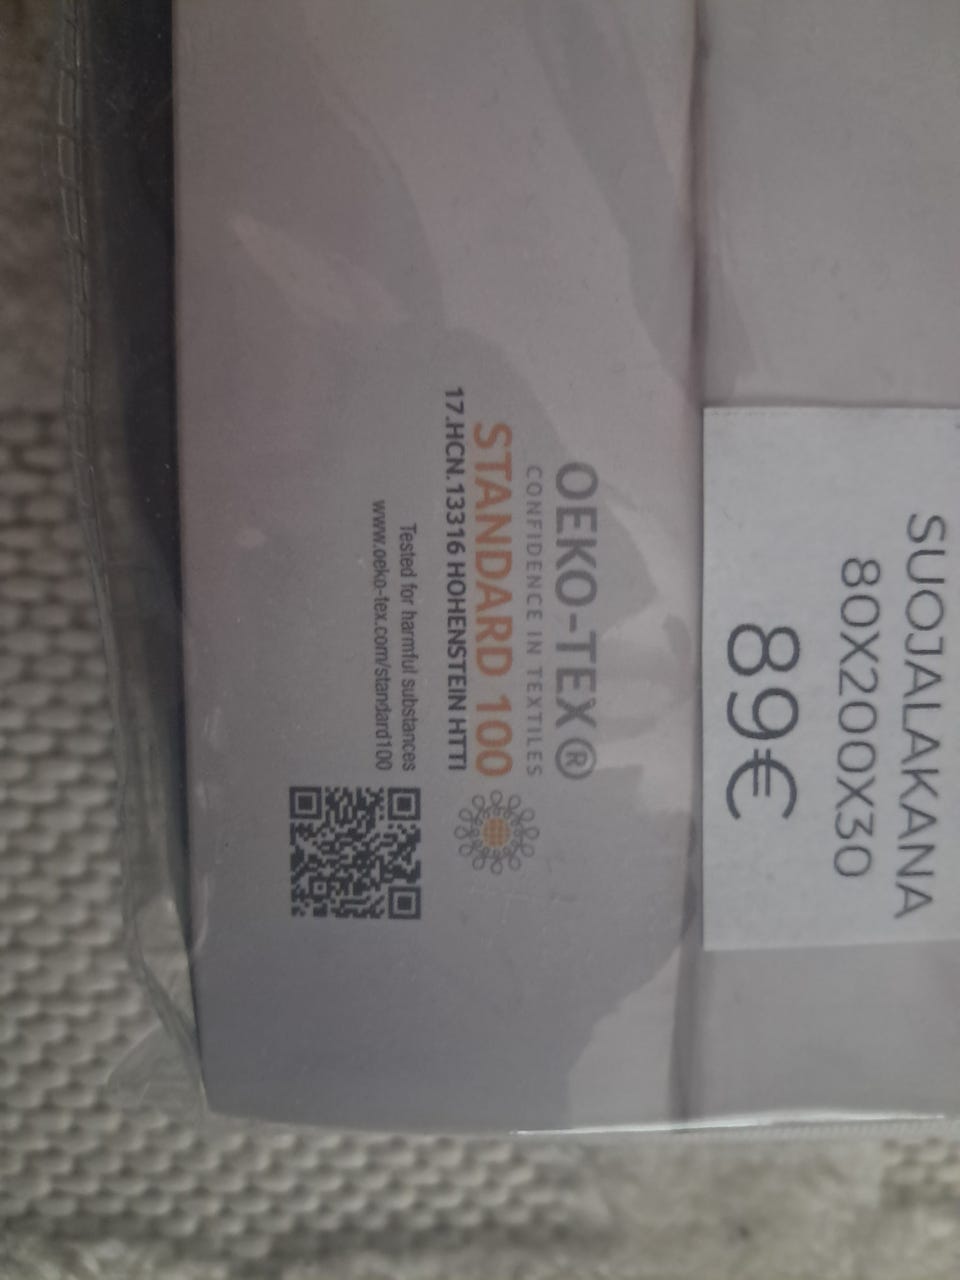 SUOJALAKANA
80X200X30
89€
OEKO-TEX®
CONFIDENCE IN TEXTILES
STANDARD 100
17.HCN.13316 HOHENSTEIN HTTI
Tested for harmful substances
www.oeko-tex.com/standard100